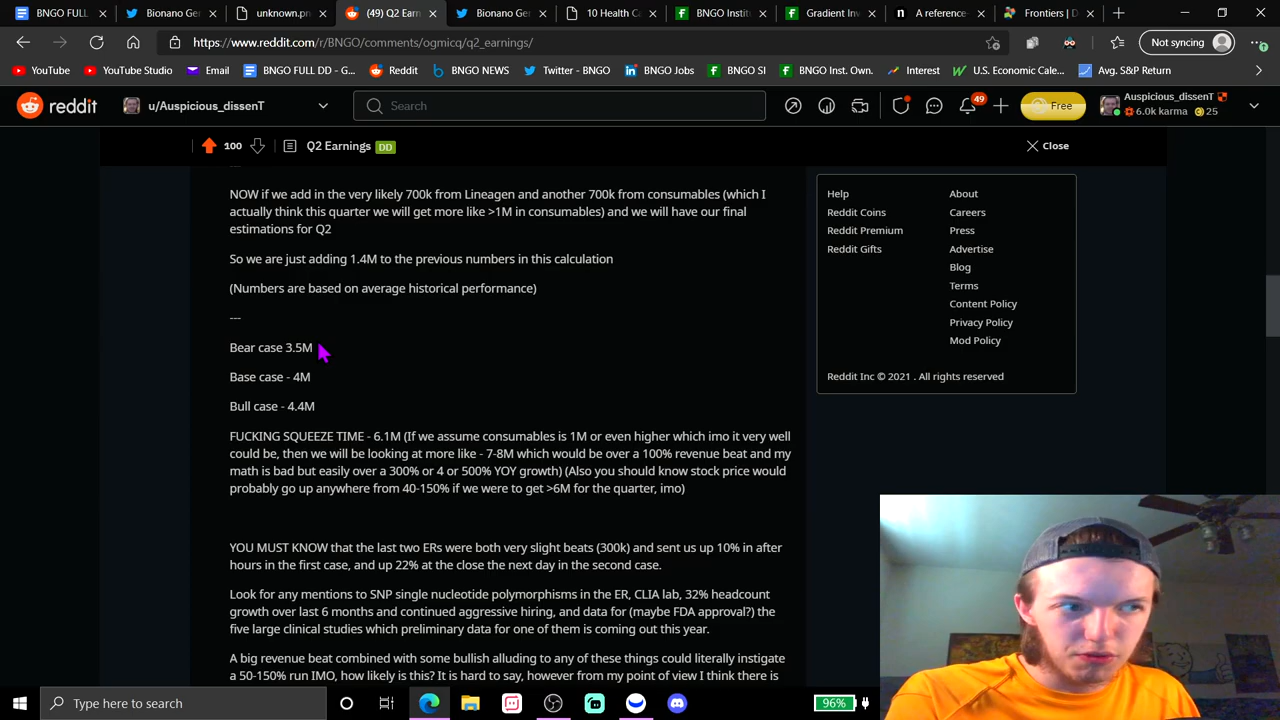 BNGO FULL
Bionano Ger
unknown.pn
(49) Q2 Earn
Bionano Ger
10 Health Ca
BNGO Instit
Gradient Inv
A reference-
Frontiers | D
https://www.reddit.com/r/BNGO/comments/ogmicq/q2_earnings/
Not syncing
YouTube
YouTube Studio
Email
BNGO FULL DD - G...
Reddit
BNGO NEWS
Twitter - BNGO
BNGO Jobs
BNGO SI
BNGO Inst. Own.
Interest
U.S. Economic Cale...
Avg. S&P Return
reddit
u/Auspicious_dissenT
Search
49
Free
Auspicious_dissenT
6.0k karma
25
100
Q2 Earnings
DD
Close
NOW if we add in the very likely 700k from Lineagen and another 700k from consumables (which I
actually think this quarter we will get more like >1M in consumables) and we will have our final
estimations for Q2
So we are just adding 1.4M to the previous numbers in this calculation
(Numbers are based on average historical performance)
---
Bear case 3.5M
Base case - 4M
Bull case - 4.4M
FUCKING SQUEEZE TIME - 6.1M (If we assume consumables is 1M or even higher which imo it very well
could be, then we will be looking at more like - 7-8M which would be over a 100% revenue beat and my
math is bad but easily over a 300% or 4 or 500% YOY growth) (Also you should know stock price would
probably go up anywhere from 40-150% if we were to get >6M for the quarter, imo)
YOU MUST KNOW that the last two ERs were both very slight beats (300k) and sent us up 10% in after
hours in the first case, and up 22% at the close the next day in the second case.
Look for any mentions to SNP single nucleotide polymorphisms in the ER, CLIA lab, 32% headcount
growth over last 6 months and continued aggressive hiring, and data for (maybe FDA approval?) the
five large clinical studies which preliminary data for one of them is coming out this year.
A big revenue beat combined with some bullish alluding to any of these things could literally instigate
a 50-150% run IMO, how likely is this? It is hard to say, however from my point of view I think there is
Help
About
Reddit Coins
Careers
Reddit Premium
Press
Reddit Gifts
Advertise
Blog
Terms
Content Policy
Privacy Policy
Mod Policy
Reddit Inc © 2021 . All rights reserved
Type here to search
96%